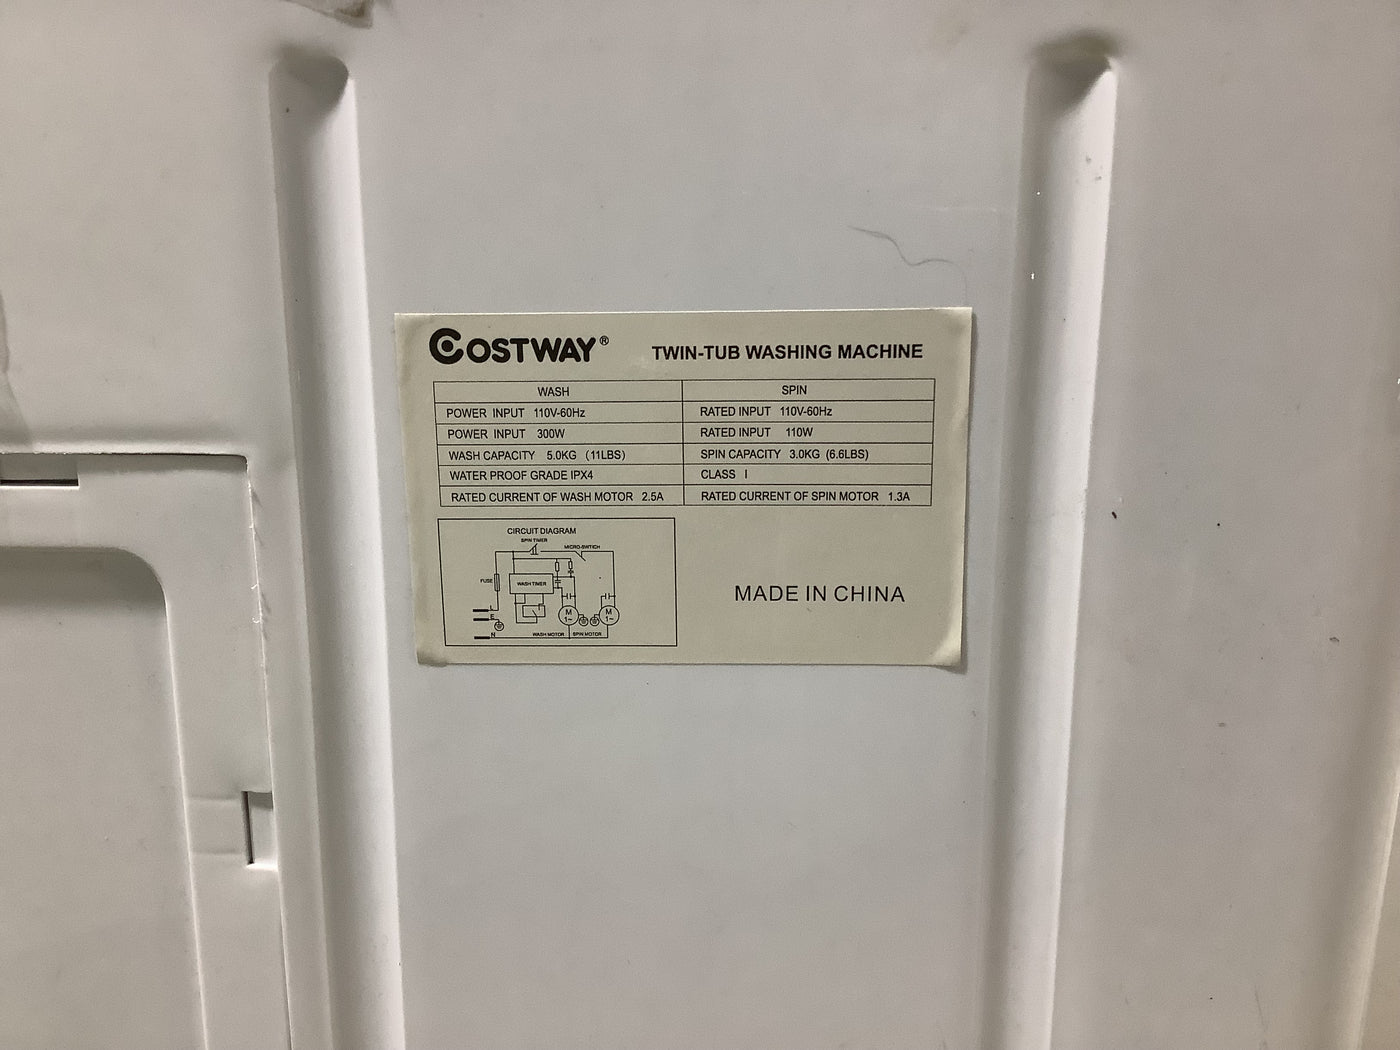 COSTWAY® TWIN-TUB WASHING MACHINE
WASH SPIN
POWER INPUT 110V-60Hz RATED INPUT 110V-60Hz
POWER INPUT 300W RATED INPUT 110W
WASH CAPACITY 5.0KG (11LBS) SPIN CAPACITY 3.0KG (6.6LBS)
WATER PROOF GRADE IPX4 CLASS I
RATED CURRENT OF WASH MOTOR 2.5A RATED CURRENT OF SPIN MOTOR 1.3A
CIRCUIT DIAGRAM
SPIN TIMER
MICRO-SWITCH
FUSE
WASH TIMER
L
E
N
M
1~
M
1~
WASH MOTOR SPIN MOTOR
MADE IN CHINA